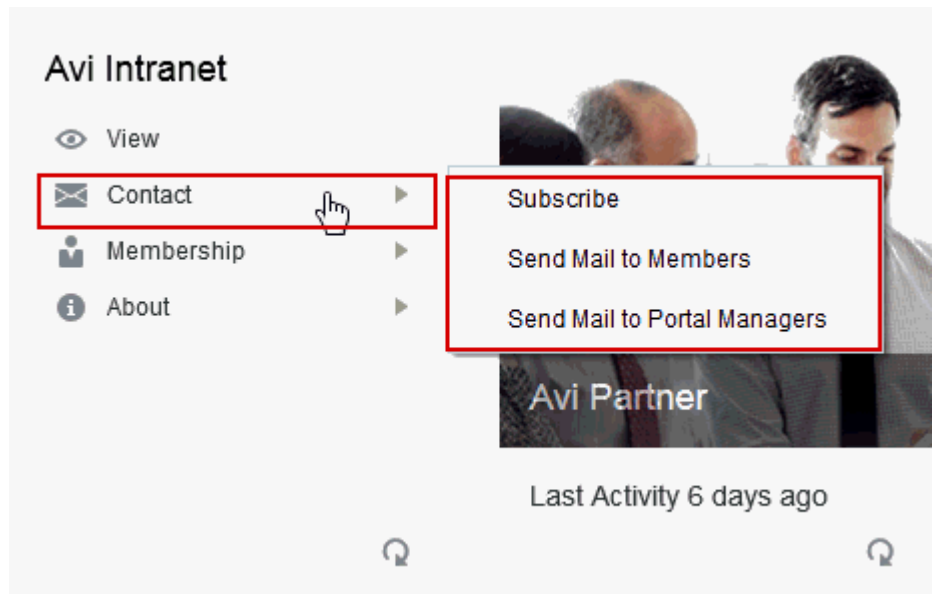 Avi Intranet
View
Contact
Membership
About
Subscribe
Send Mail to Members
Send Mail to Portal Managers
Avi Partner
Last Activity 6 days ago